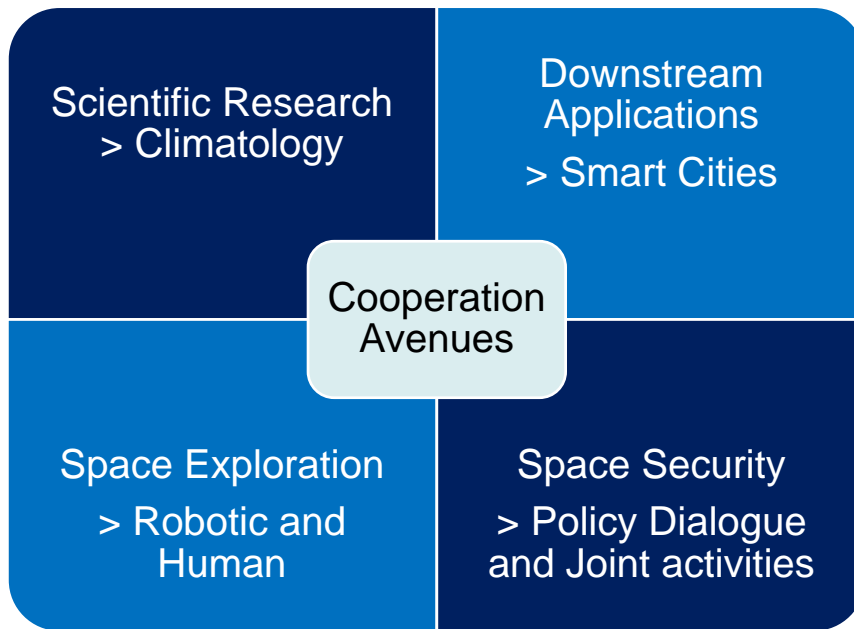 Scientific Research
> Climatology
Downstream
Applications
> Smart Cities
Cooperation
Avenues
Space Exploration
> Robotic and
Human
Space Security
> Policy Dialogue
and Joint activities